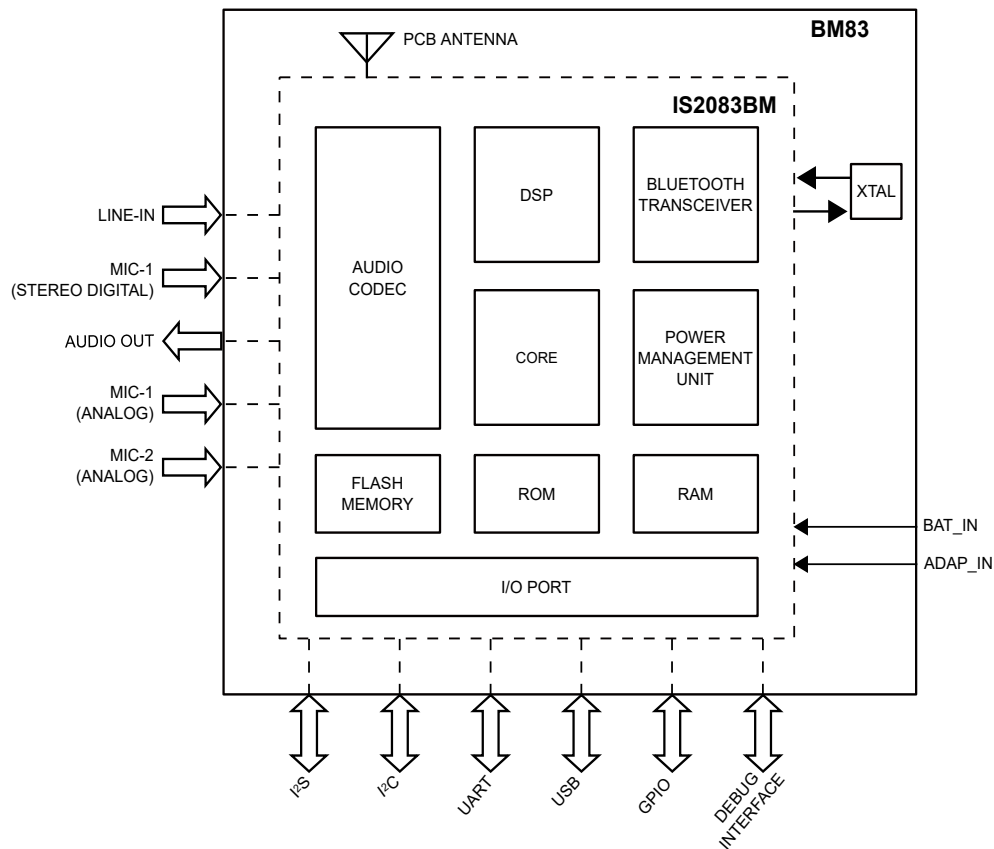 BM83
PCB ANTENNA
IS2083BM
AUDIO
CODEC
DSP
BLUETOOTH
TRANSCEIVER
XTAL
CORE
POWER
MANAGEMENT
UNIT
FLASH
MEMORY
ROM
RAM
I/O PORT
LINE-IN
MIC-1
(STEREO DIGITAL)
AUDIO OUT
MIC-1
(ANALOG)
MIC-2
(ANALOG)
BAT_IN
ADAP_IN
I²S
I²C
UART
USB
GPIO
DEBUG
INTERFACE